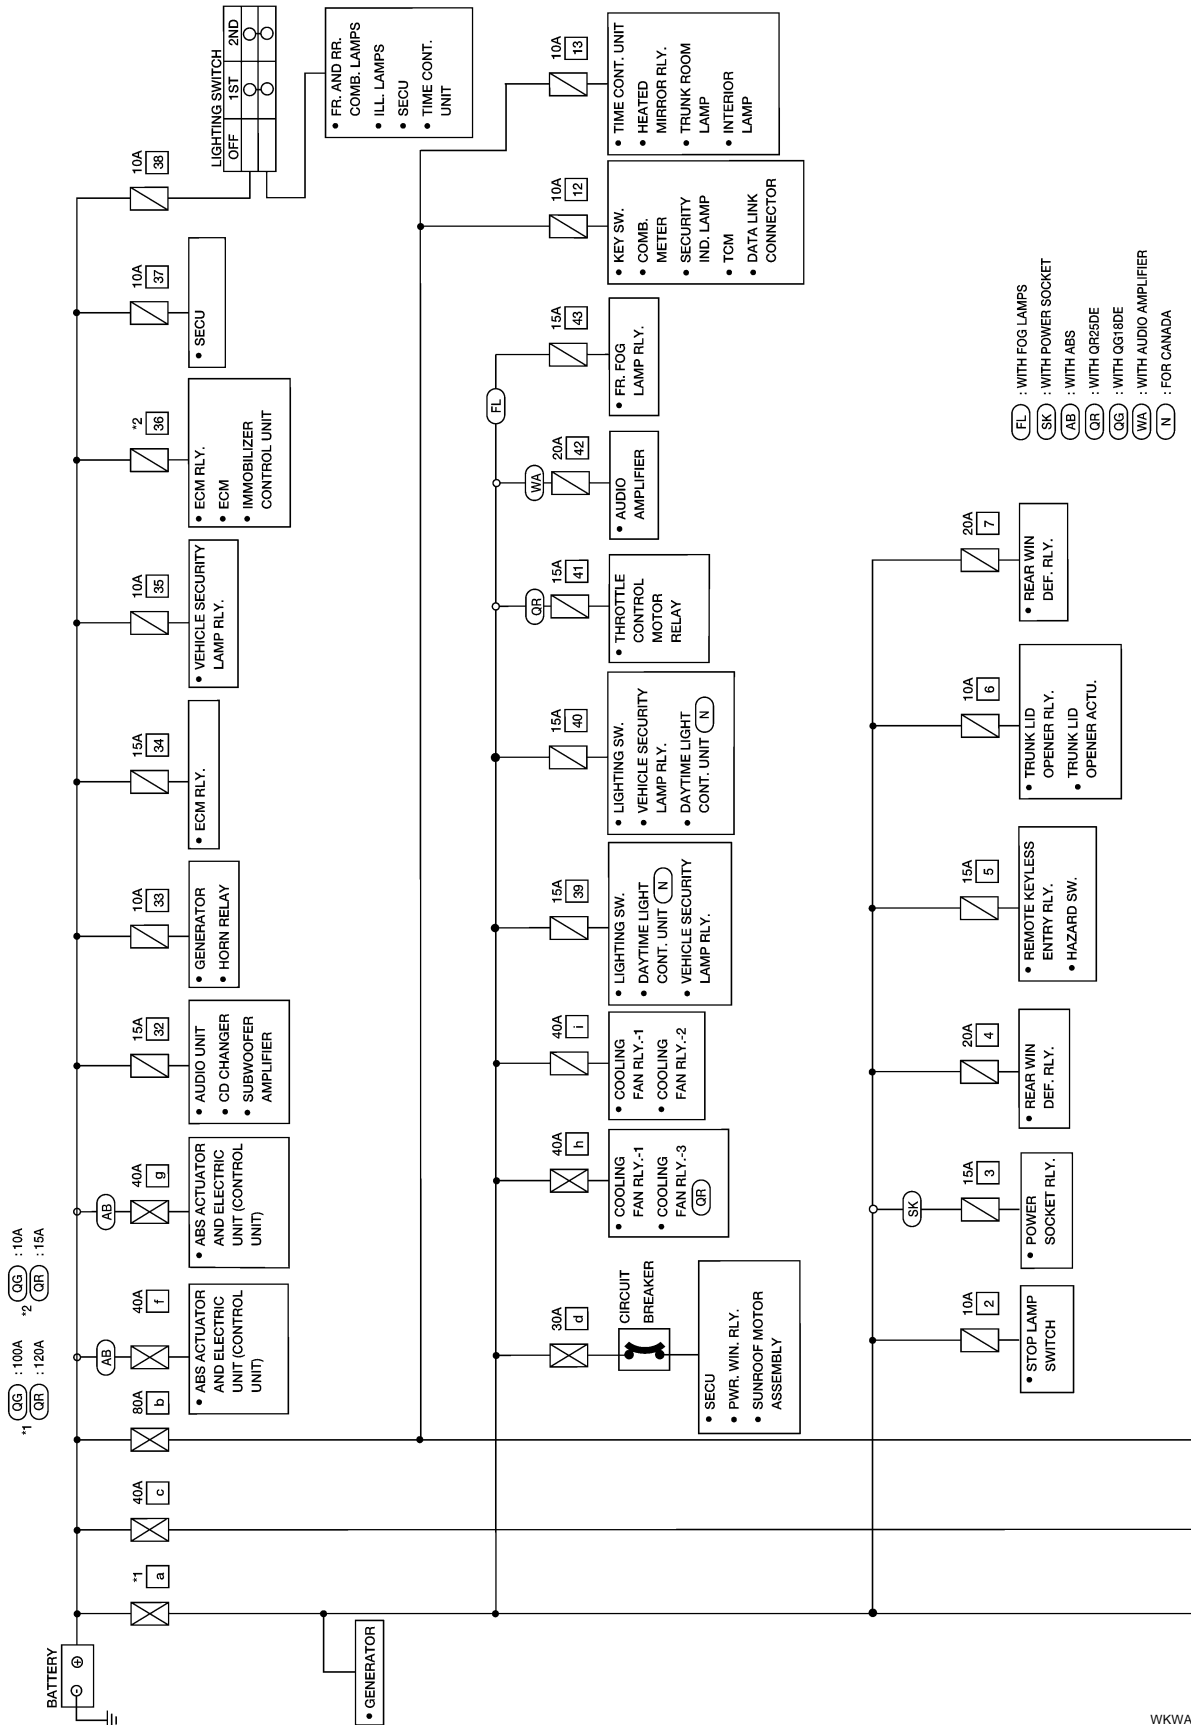 *1 QG : 100A
QR : 120A
*2 QG : 10A
QR : 15A
BATTERY
*1
a
40A
c
80A
b
AB
40A
f
• ABS ACTUATOR
AND ELECTRIC
UNIT (CONTROL
UNIT)
AB
40A
g
• ABS ACTUATOR
AND ELECTRIC
UNIT (CONTROL
UNIT)
15A
32
• AUDIO UNIT
• CD CHANGER
• SUBWOOFER
AMPLIFIER
10A
33
• GENERATOR
• HORN RELAY
15A
34
• ECM RLY.
10A
35
• VEHICLE SECURITY
LAMP RLY.
*2
36
• ECM RLY.
• ECM
• IMMOBILIZER
CONTROL UNIT
10A
37
• SECU
10A
38
LIGHTING SWITCH
OFF 1ST 2ND
• FR. AND RR.
COMB. LAMPS
• ILL. LAMPS
• SECU
• TIME CONT.
UNIT
• GENERATOR
30A
d
CIRCUIT
BREAKER
• SECU
• PWR. WIN. RLY.
• SUNROOF MOTOR
ASSEMBLY
40A
h
• COOLING
FAN RLY.-1
• COOLING
FAN RLY.-3
QR
40A
i
• COOLING
FAN RLY.-1
• COOLING
FAN RLY.-2
15A
39
• LIGHTING SW.
• DAYTIME LIGHT
CONT. UNIT N
• VEHICLE SECURITY
LAMP RLY.
15A
40
• LIGHTING SW.
• VEHICLE SECURITY
LAMP RLY.
• DAYTIME LIGHT
CONT. UNIT N
QR
15A
41
• THROTTLE
CONTROL
MOTOR
RELAY
WA
20A
42
• AUDIO
AMPLIFIER
FL
15A
43
• FR. FOG
LAMP RLY.
10A
12
• KEY SW.
• COMB.
METER
• SECURITY
IND. LAMP
• TCM
• DATA LINK
CONNECTOR
10A
13
• TIME CONT. UNIT
• HEATED
MIRROR RLY.
• TRUNK ROOM
LAMP
• INTERIOR
LAMP
10A
2
• STOP LAMP
SWITCH
SK
15A
3
• POWER
SOCKET RLY.
20A
4
• REAR WIN
DEF. RLY.
15A
5
• REMOTE KEYLESS
ENTRY RLY.
• HAZARD SW.
10A
6
• TRUNK LID
OPENER RLY.
• TRUNK LID
OPENER ACTU.
20A
7
• REAR WIN
DEF. RLY.
FL : WITH FOG LAMPS
SK : WITH POWER SOCKET
AB : WITH ABS
QR : WITH QR25DE
QG : WITH QG18DE
WA : WITH AUDIO AMPLIFIER
N : FOR CANADA
WKWA